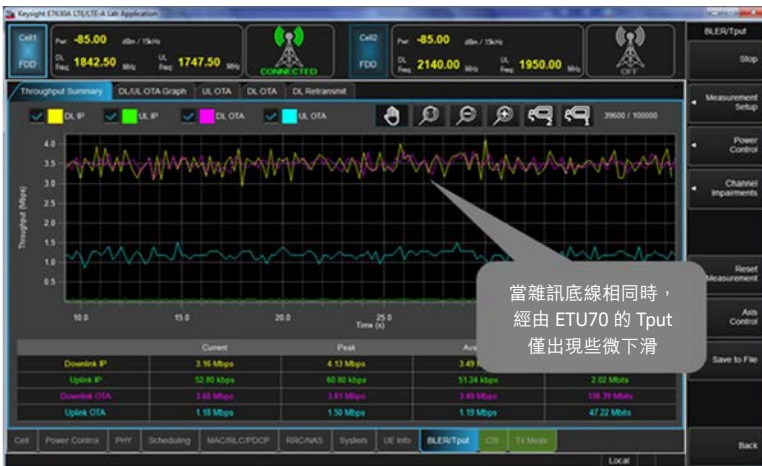 Keysight E7630A LTE/LTE-A Lab Application
Cell1 Pwr: -85.00 dBm / 15kHz Cell2 Pwr: -85.00 dBm / 15kHz BLER/Tput
FDD DL Freq: 1842.50 MHz UL Freq: 1747.50 MHz CONNECTED FDD DL Freq: 2140.00 MHz UL Freq: 1950.00 MHz OFF Stop
Throughput Summary DL/UL OTA Graph UL OTA DL OTA DL Retransmit
DL IP UL IP DL OTA UL OTA 39600 / 100000
Measurement Setup
Power Control
Channel Impairments
Reset Measurement
Axis Control
Save to File
Back
Throughput (Mbps)
4.0
3.5
3.0
2.5
2.0
1.5
1.0
0.5
10.0 15.0 20.0 25.0
Time (s)
當雜訊底線相同時，
經由 ETU70 的 Tput
僅出現些微下滑
Current Peak
Downlink IP 3.16 Mbps 4.13 Mbps 3.49
Uplink IP 52.80 kbps 60.80 kbps 51.24 kbps 2.02 Mbits
Downlink OTA 3.66 Mbps 3.81 Mbps 3.49 Mbps 138.39 Mbits
Uplink OTA 1.18 Mbps 1.50 Mbps 1.19 Mbps 47.22 Mbits
Cell Power Control PHY Scheduling MAC/RLC/PDCP RRC/NAS System UE Info BLER/Tput CSI Tx Meas
Local